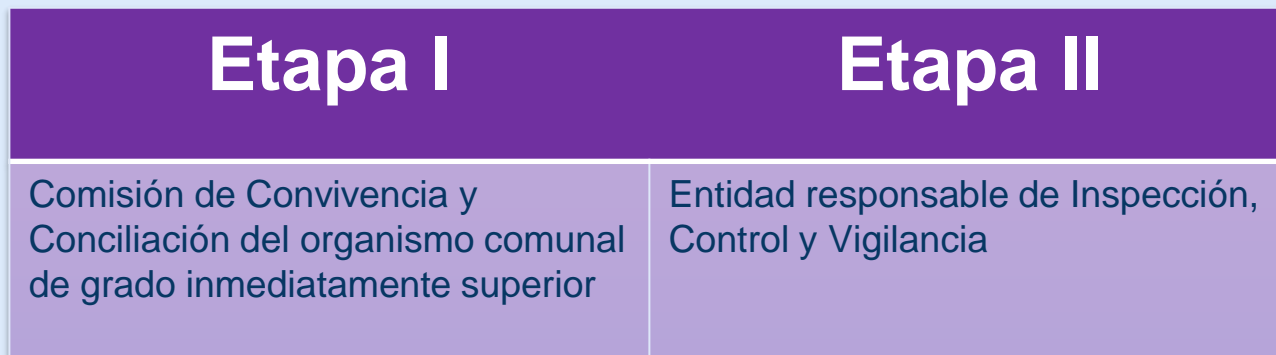 Etapa I
Etapa II
Comisión de Convivencia y
Conciliación del organismo comunal
de grado inmediatamente superior
Entidad responsable de Inspección,
Control y Vigilancia